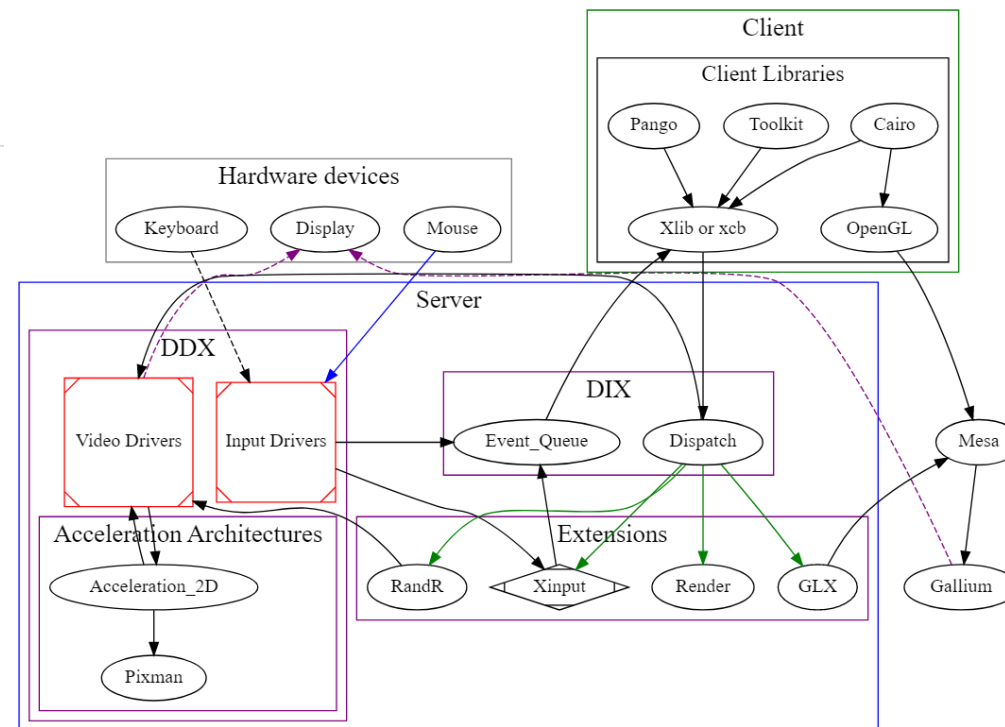 Client
Client Libraries
Pango
Toolkit
Cairo
Hardware devices
Keyboard
Display
Mouse
Xlib or xcb
OpenGL
Server
DDX
DIX
Video Drivers
Input Drivers
Event_Queue
Dispatch
Mesa
Acceleration Architectures
Extensions
Acceleration_2D
RandR
Xinput
Render
GLX
Gallium
Pixman